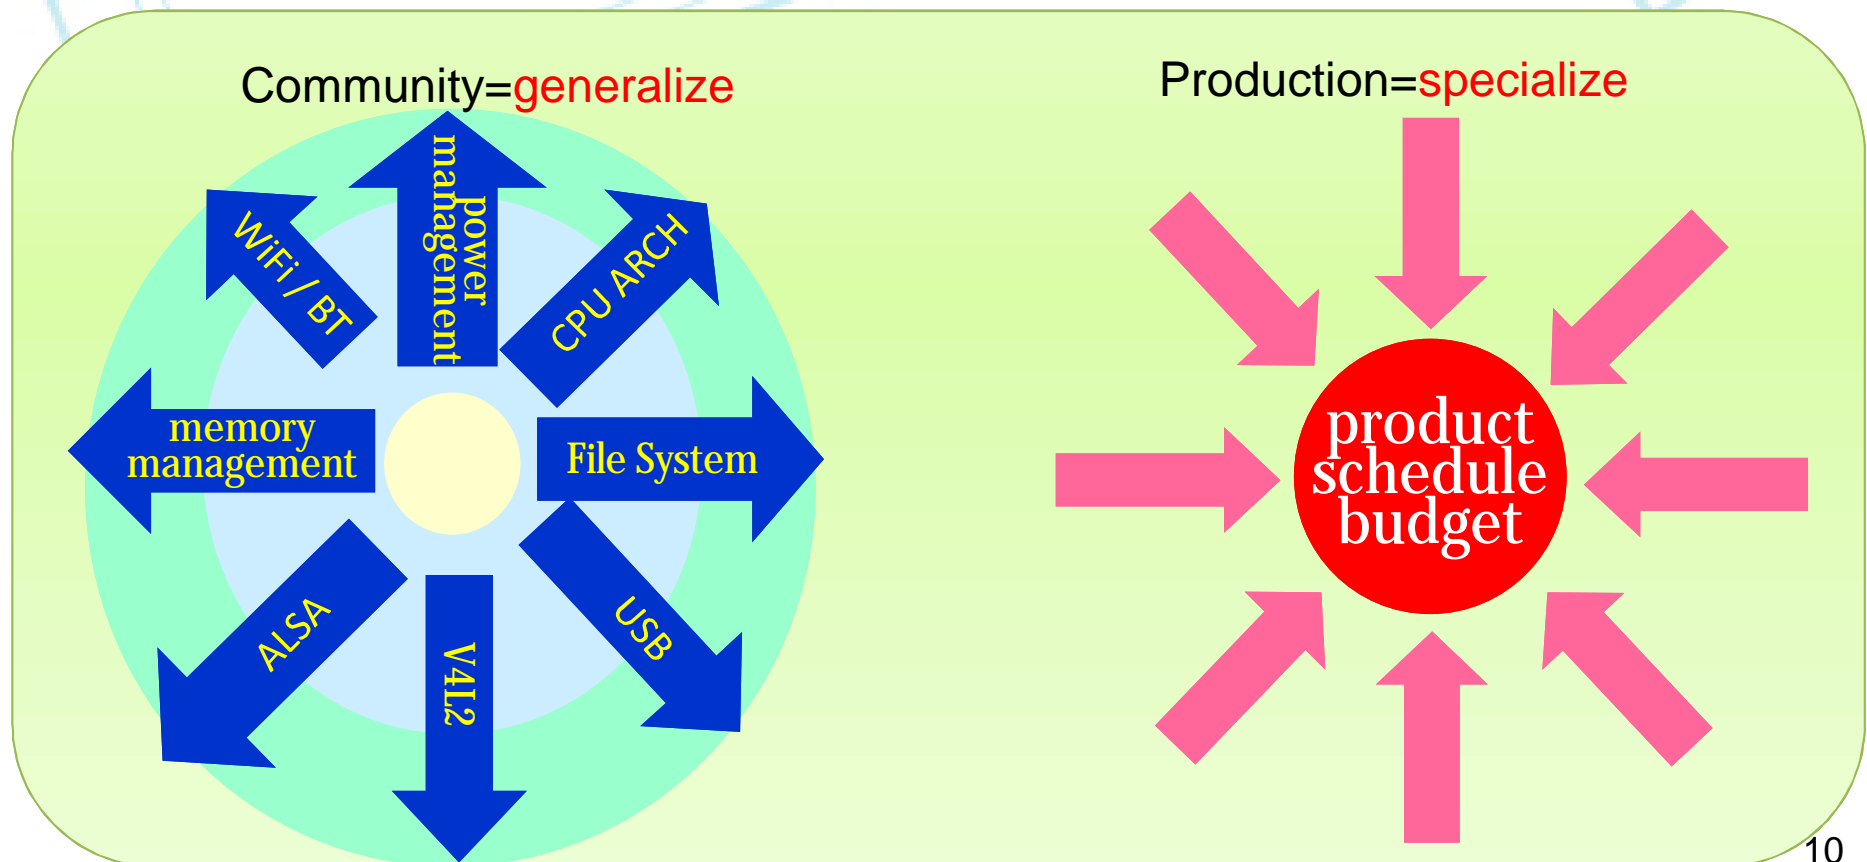 Community=generalize
Production=specialize
power
management
WiFi / BT
CPU ARCH
memory
management
File System
ALSA
V4L2
USB
product
schedule
budget
10